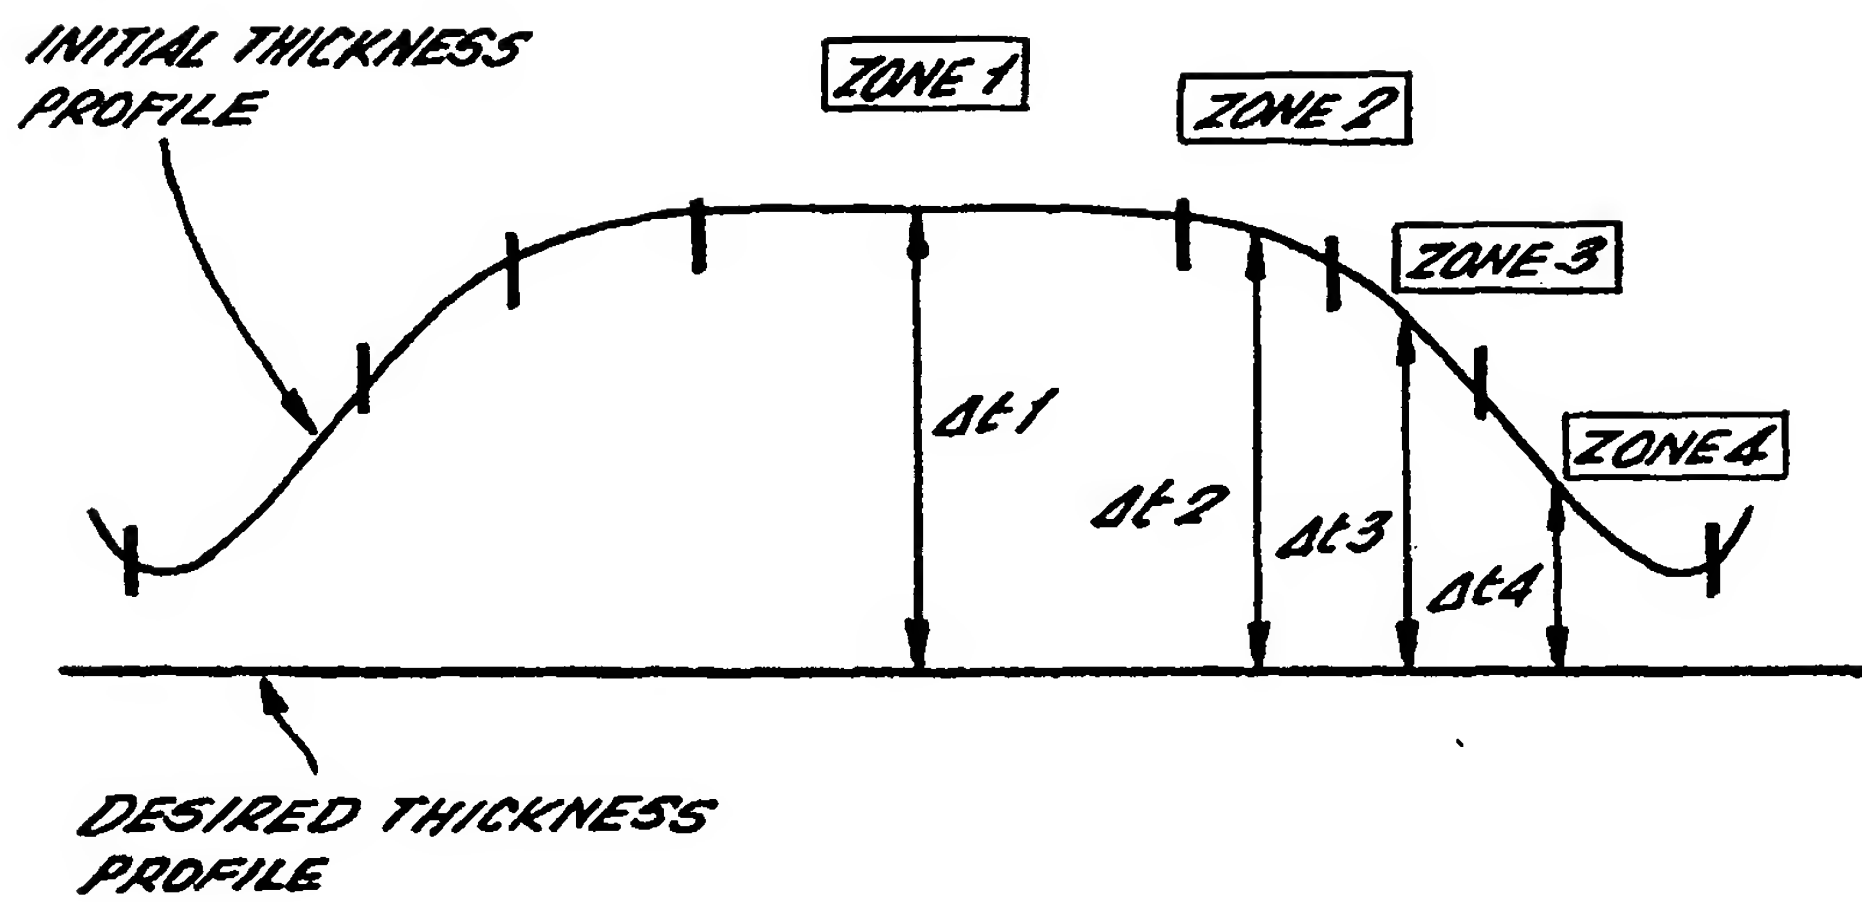 INITIAL THICKNESS
PROFILE
ZONE 1
ZONE 2
ZONE 3
ZONE 4
Δt1
Δt2
Δt3
Δt4
DESIRED THICKNESS
PROFILE